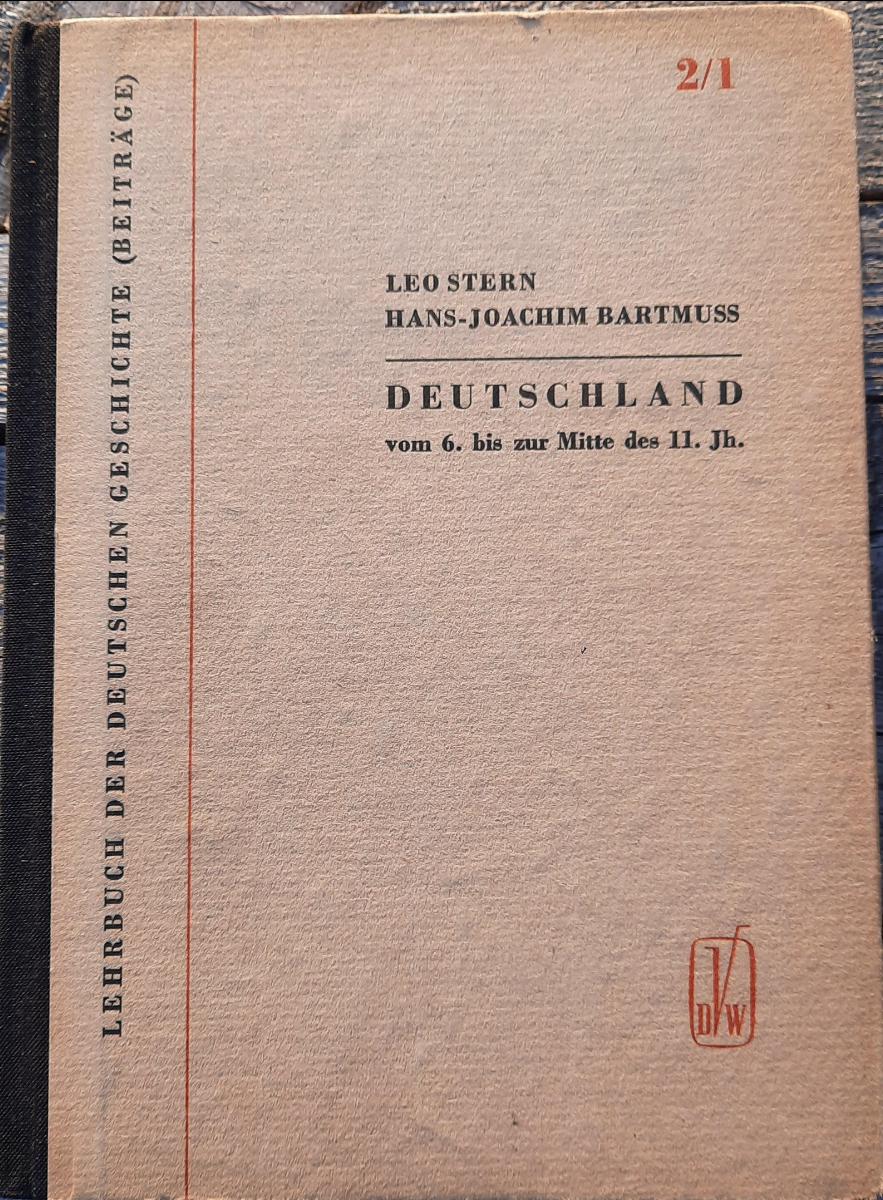 2/1
LEHRBUCH DER DEUTSCHEN GESCHICHTE (BEITRÄGE)
LEO STERN
HANS-JOACHIM BARTMUSS
DEUTSCHLAND
vom 6. bis zur Mitte des 11. Jh.
DVW